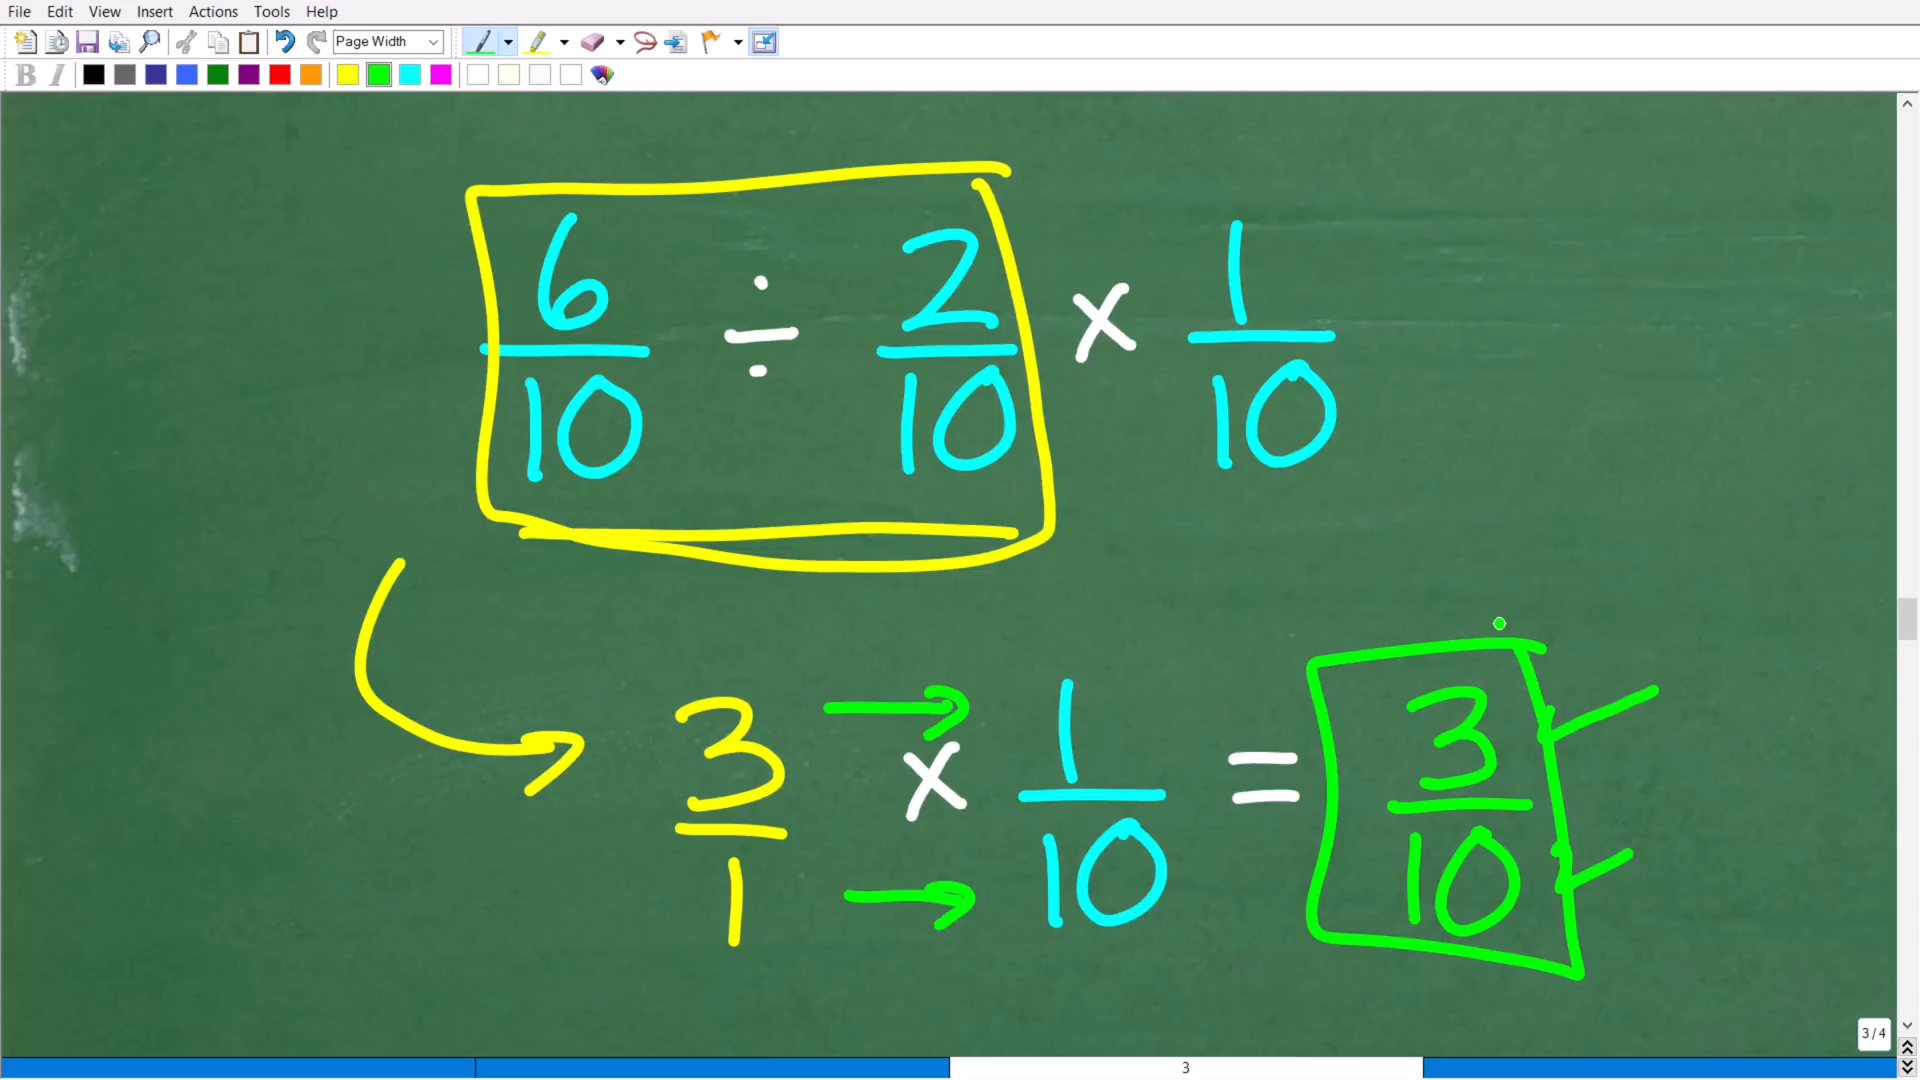 File Edit View Insert Actions Tools Help
Page Width
B I
6/10 ÷ 2/10 × 1/10
3/1 × 1/10 = 3/10
3/4
3